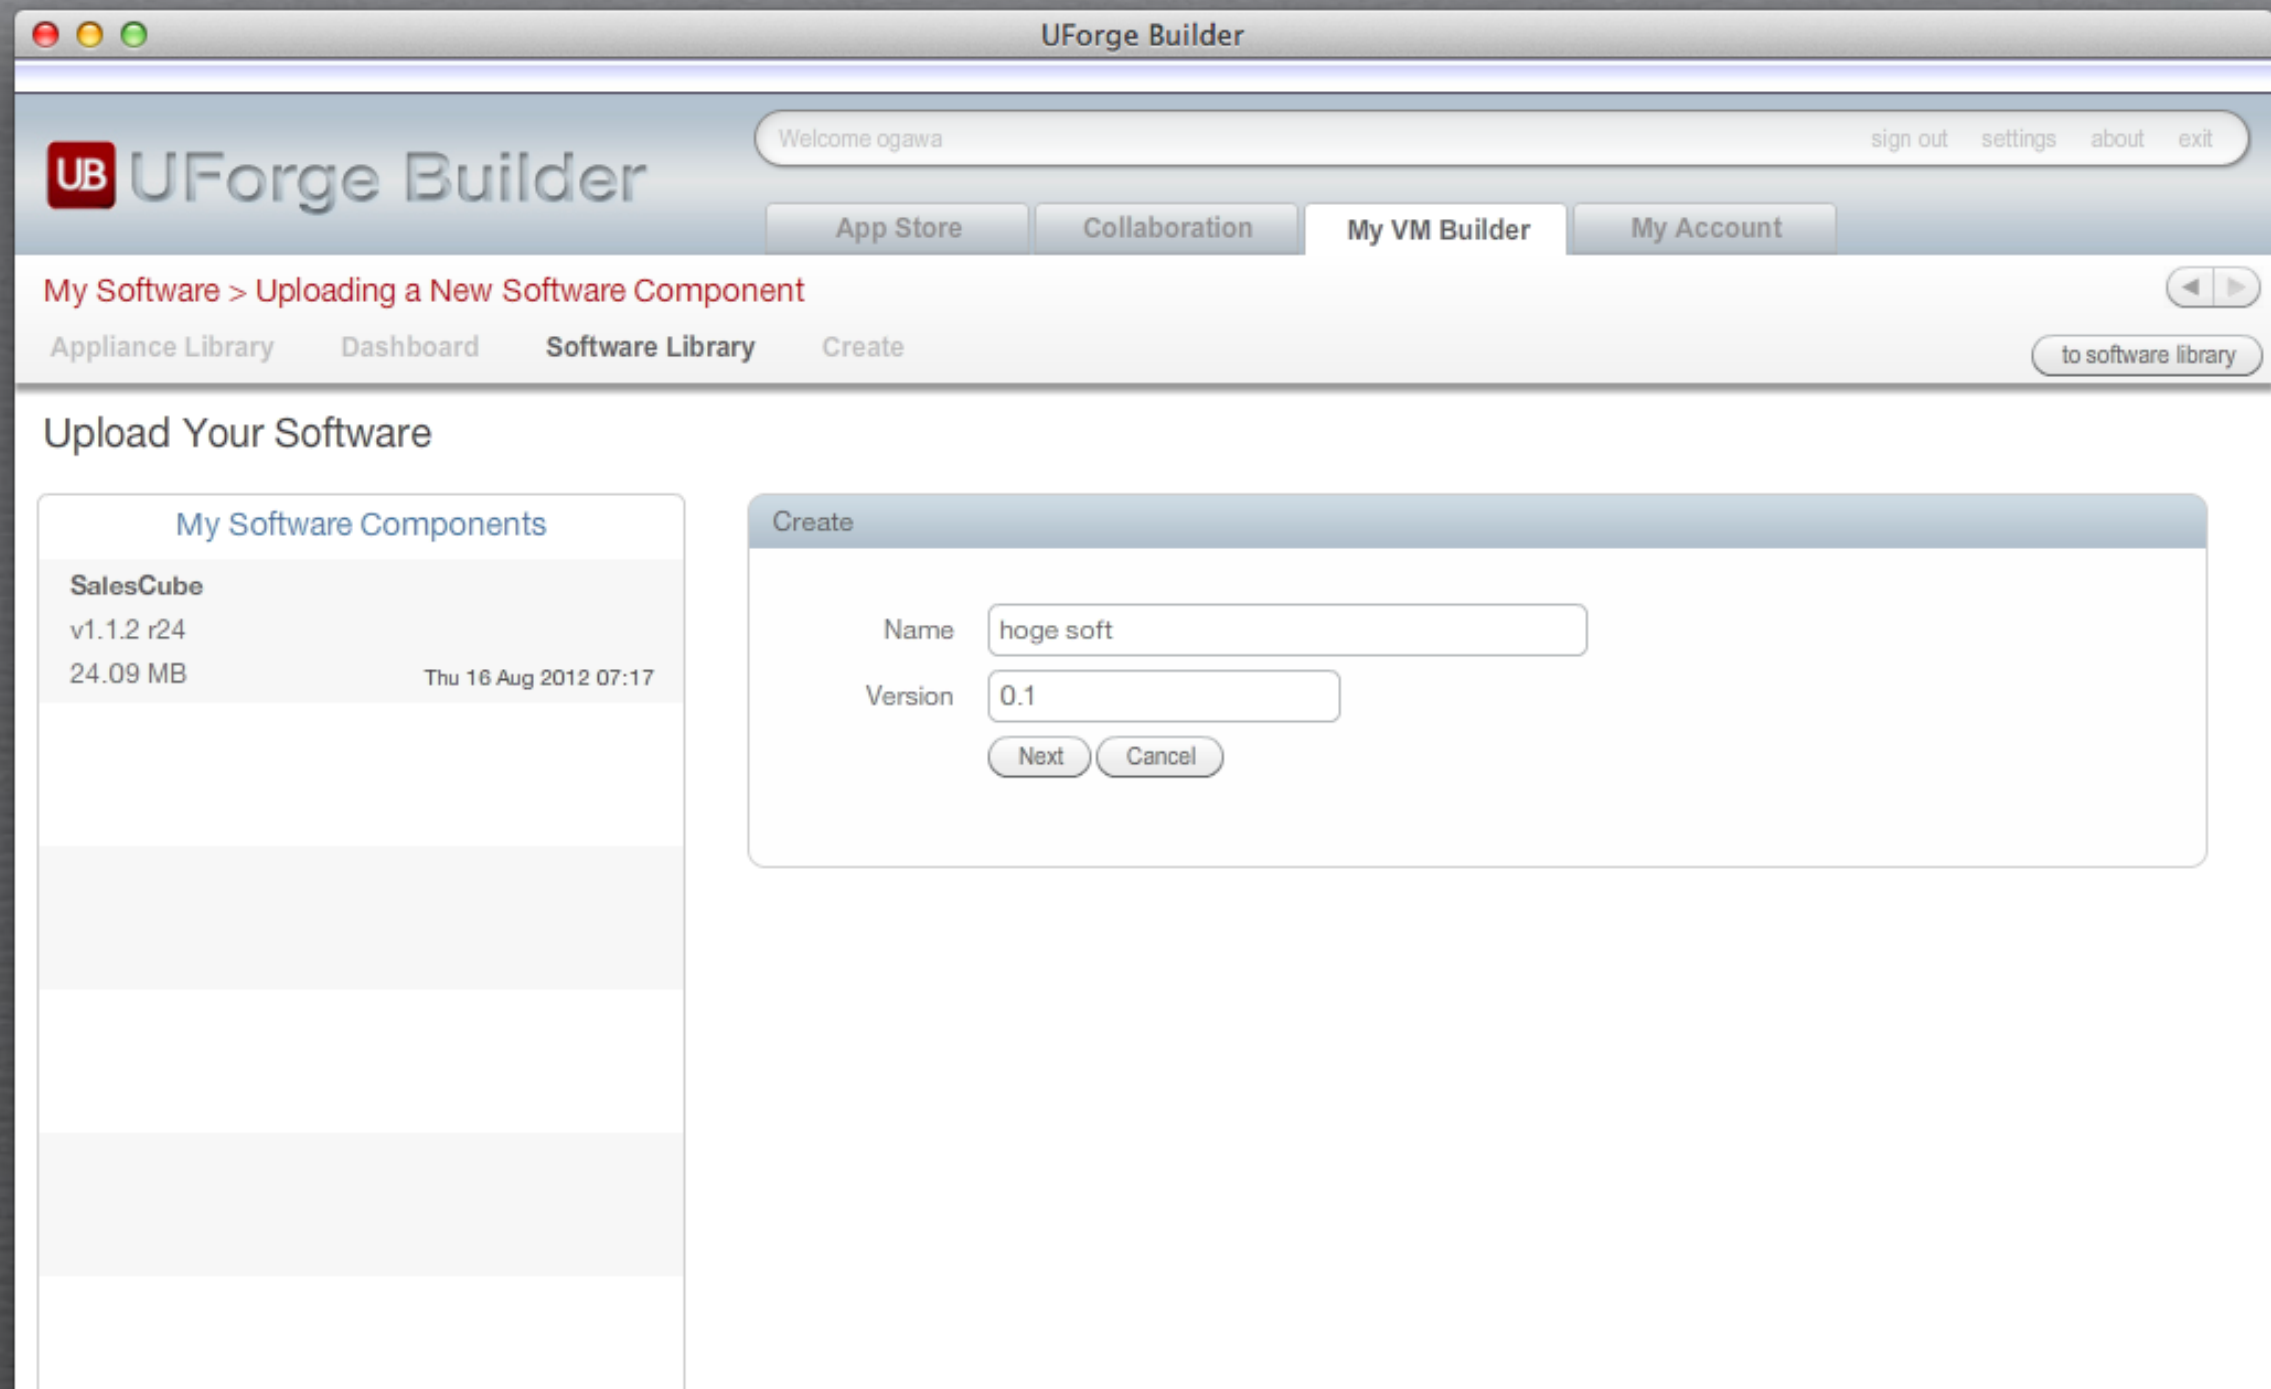 UForge Builder
Welcome ogawa sign out settings about exit
UB UForge Builder
App Store Collaboration My VM Builder My Account
My Software > Uploading a New Software Component
Appliance Library Dashboard Software Library Create to software library
Upload Your Software
My Software Components
SalesCube
v1.1.2 r24
24.09 MB Thu 16 Aug 2012 07:17
Create
Name hoge soft
Version 0.1
Next Cancel